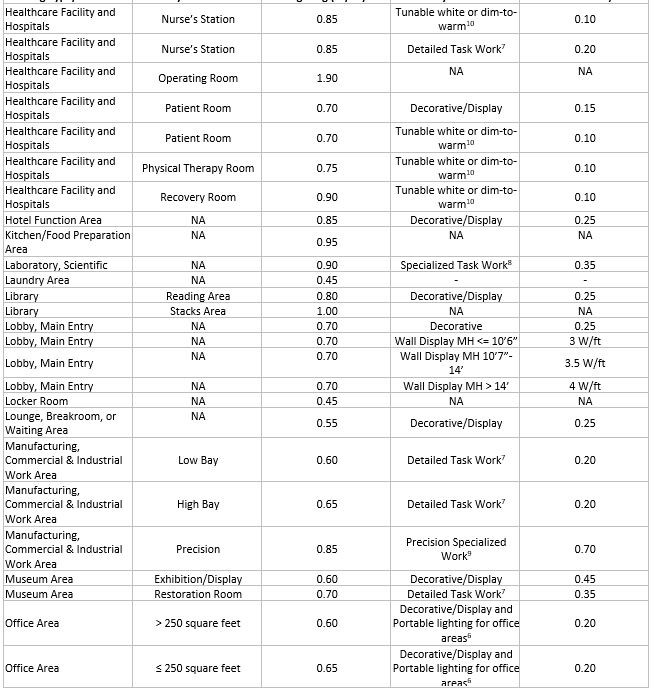 Healthcare Facility and Hospitals Nurse's Station 0.85 Tunable white or dim-to-warm¹⁰ 0.10
Healthcare Facility and Hospitals Nurse's Station 0.85 Detailed Task Work⁷ 0.20
Healthcare Facility and Hospitals Operating Room 1.90 NA NA
Healthcare Facility and Hospitals Patient Room 0.70 Decorative/Display 0.15
Healthcare Facility and Hospitals Patient Room 0.70 Tunable white or dim-to-warm¹⁰ 0.10
Healthcare Facility and Hospitals Physical Therapy Room 0.75 Tunable white or dim-to-warm¹⁰ 0.10
Healthcare Facility and Hospitals Recovery Room 0.90 Tunable white or dim-to-warm¹⁰ 0.10
Hotel Function Area NA 0.85 Decorative/Display 0.25
Kitchen/Food Preparation Area NA 0.95 NA NA
Laboratory, Scientific NA 0.90 Specialized Task Work⁸ 0.35
Laundry Area NA 0.45 - -
Library Reading Area 0.80 Decorative/Display 0.25
Library Stacks Area 1.00 NA NA
Lobby, Main Entry NA 0.70 Decorative 0.25
Lobby, Main Entry NA 0.70 Wall Display MH <= 10'6" 3 W/ft
Lobby, Main Entry NA 0.70 Wall Display MH 10'7"-14' 3.5 W/ft
Lobby, Main Entry NA 0.70 Wall Display MH > 14' 4 W/ft
Locker Room NA 0.45 NA NA
Lounge, Breakroom, or Waiting Area NA 0.55 Decorative/Display 0.25
Manufacturing, Commercial & Industrial Work Area Low Bay 0.60 Detailed Task Work⁷ 0.20
Manufacturing, Commercial & Industrial Work Area High Bay 0.65 Detailed Task Work⁷ 0.20
Manufacturing, Commercial & Industrial Work Area Precision 0.85 Precision Specialized Work⁹ 0.70
Museum Area Exhibition/Display 0.60 Decorative/Display 0.45
Museum Area Restoration Room 0.70 Detailed Task Work⁷ 0.35
Office Area > 250 square feet 0.60 Decorative/Display and Portable lighting for office areas⁶ 0.20
Office Area ≤ 250 square feet 0.65 Decorative/Display and Portable lighting for office areas⁶ 0.20